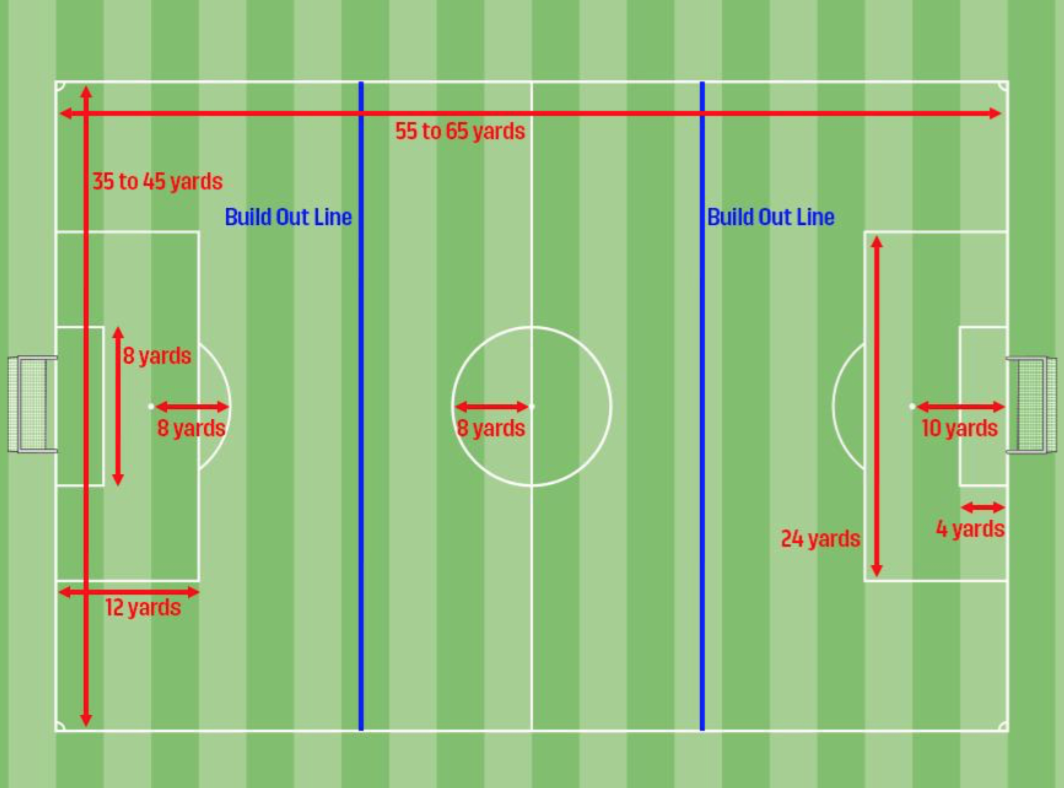 55 to 65 yards
35 to 45 yards
Build Out Line
Build Out Line
8 yards
8 yards
8 yards
10 yards
4 yards
24 yards
12 yards